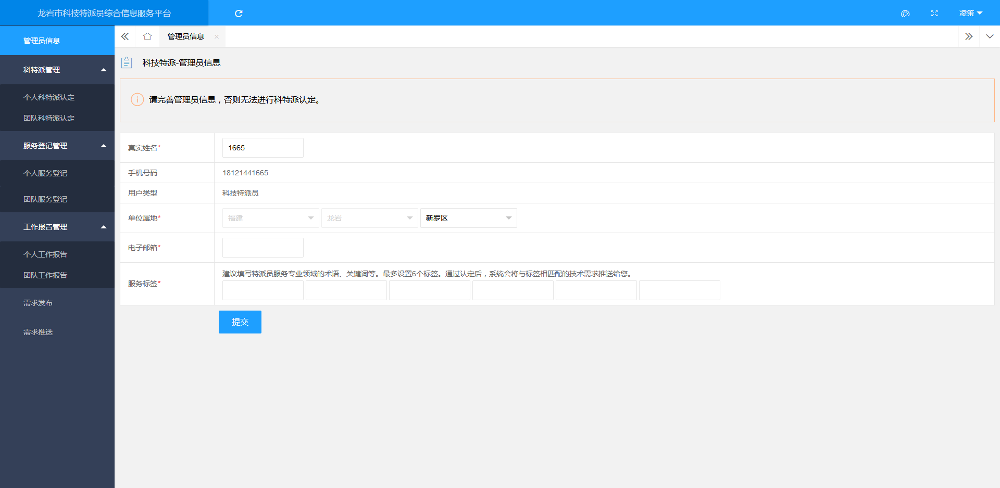 龙岩市科技特派员综合信息服务平台
凌策
管理员信息
科特派管理
个人科特派认定
团队科特派认定
服务登记管理
个人服务登记
团队服务登记
工作报告管理
个人工作报告
团队工作报告
需求发布
需求推送
管理员信息
科技特派-管理员信息
请完善管理员信息，否则无法进行科特派认定。
真实姓名* 1665
手机号码 18121441665
用户类型 科技特派员
单位属地* 福建 龙岩 新罗区
电子邮箱*
建议填写特派员服务专业领域的术语、关键词等。最多设置6个标签。通过认定后，系统会将与标签相匹配的技术需求推送给您。
服务标签*
提交